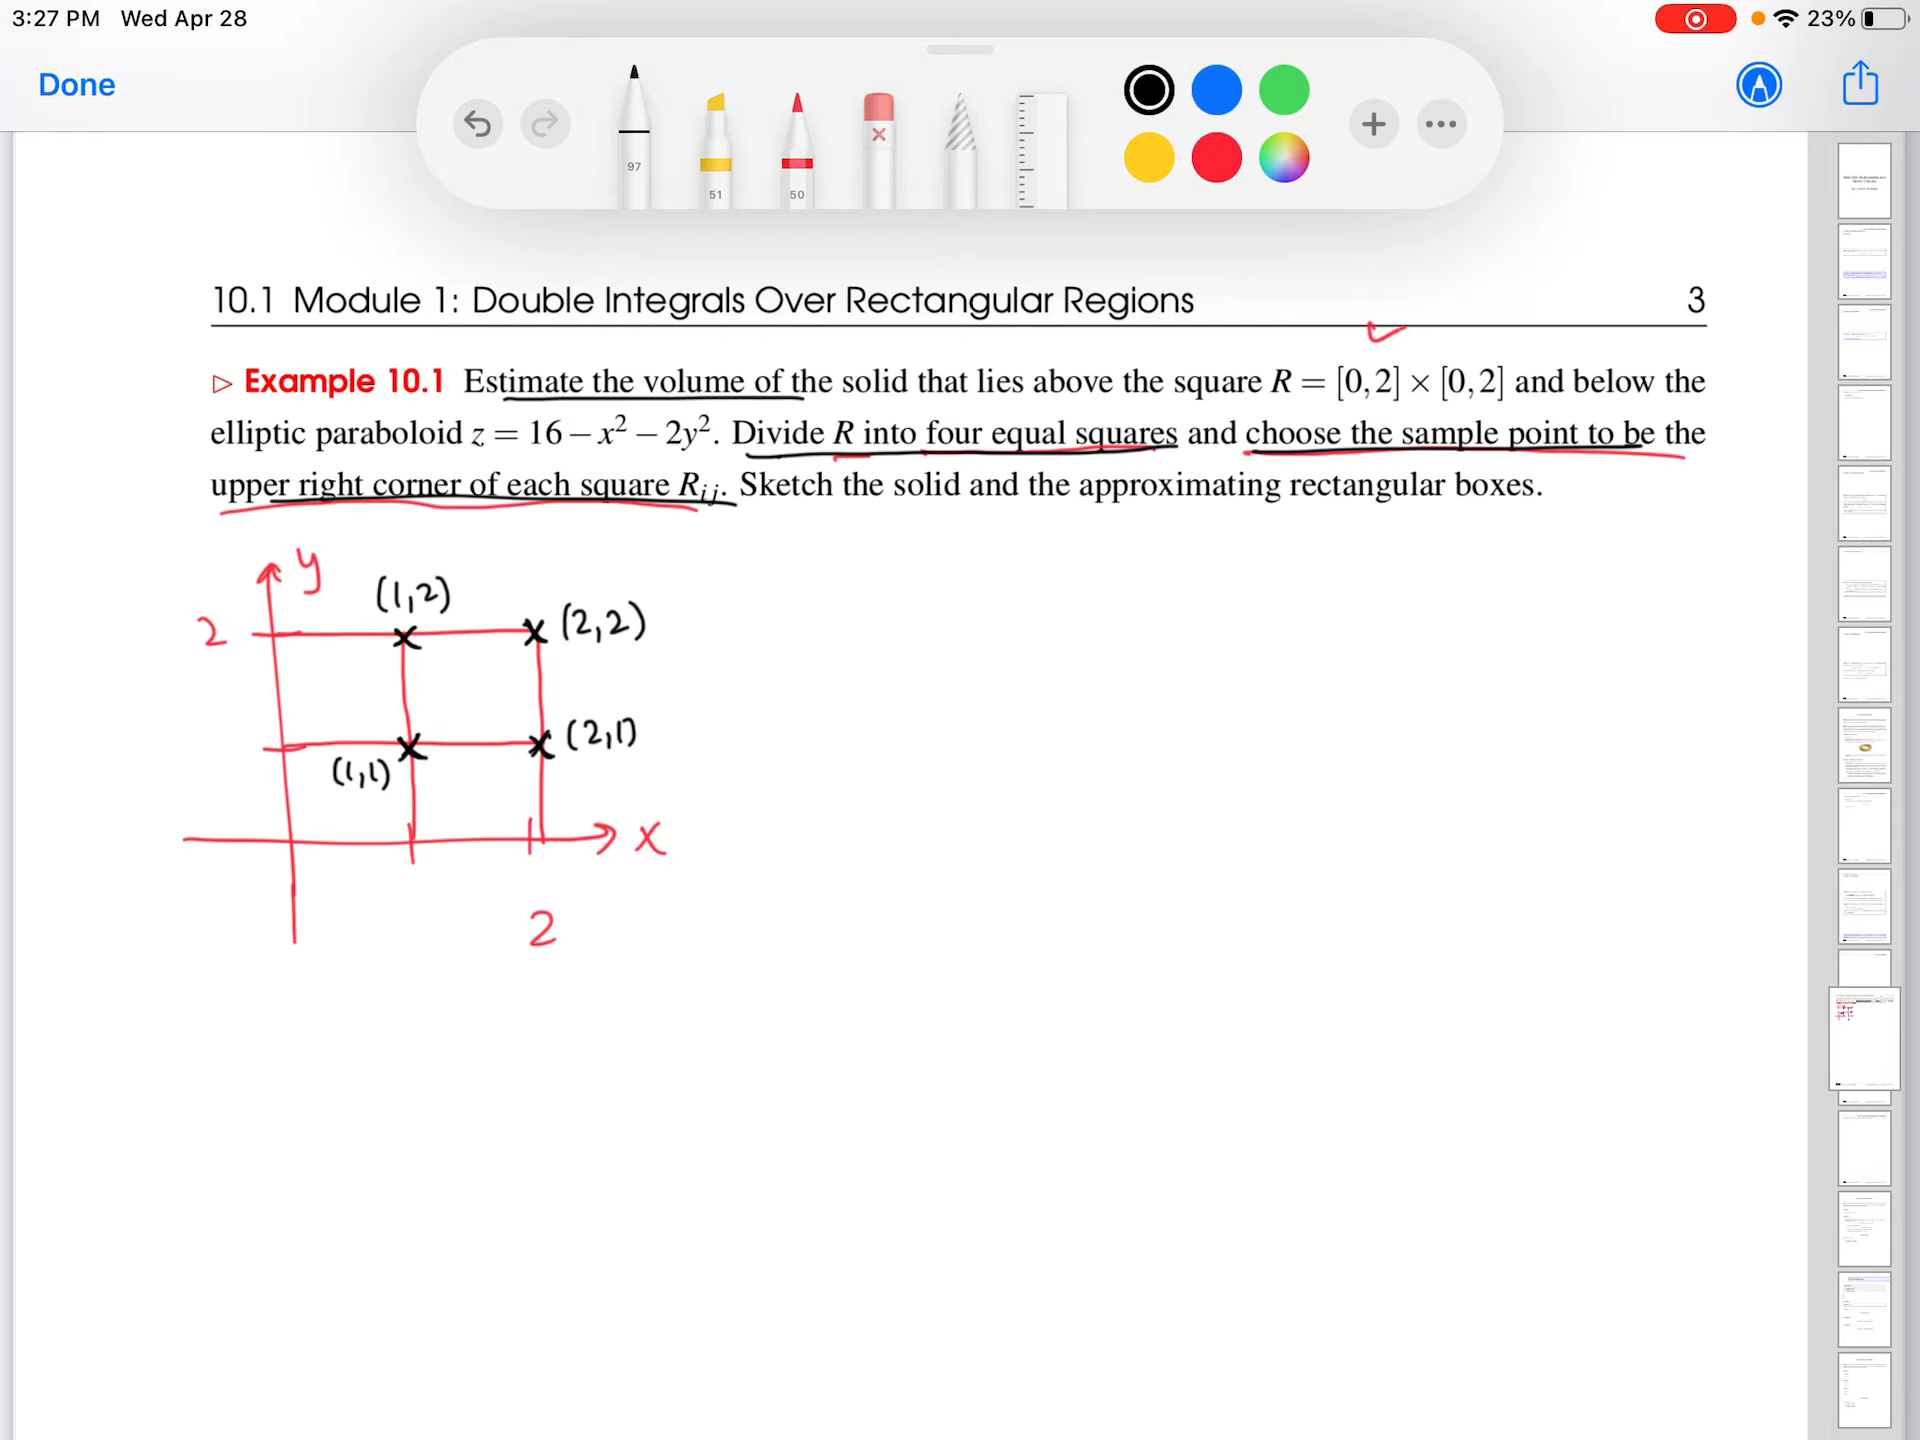 3:27 PM Wed Apr 28
23%
Done
97
51
50
10.1 Module 1: Double Integrals Over Rectangular Regions 3
▷ Example 10.1 Estimate the volume of the solid that lies above the square R = [0,2] × [0,2] and below the
elliptic paraboloid z = 16 − x² − 2y². Divide R into four equal squares and choose the sample point to be the
upper right corner of each square Rij. Sketch the solid and the approximating rectangular boxes.
y
(1,2)
2
(2,2)
(2,1)
(1,1)
x
2